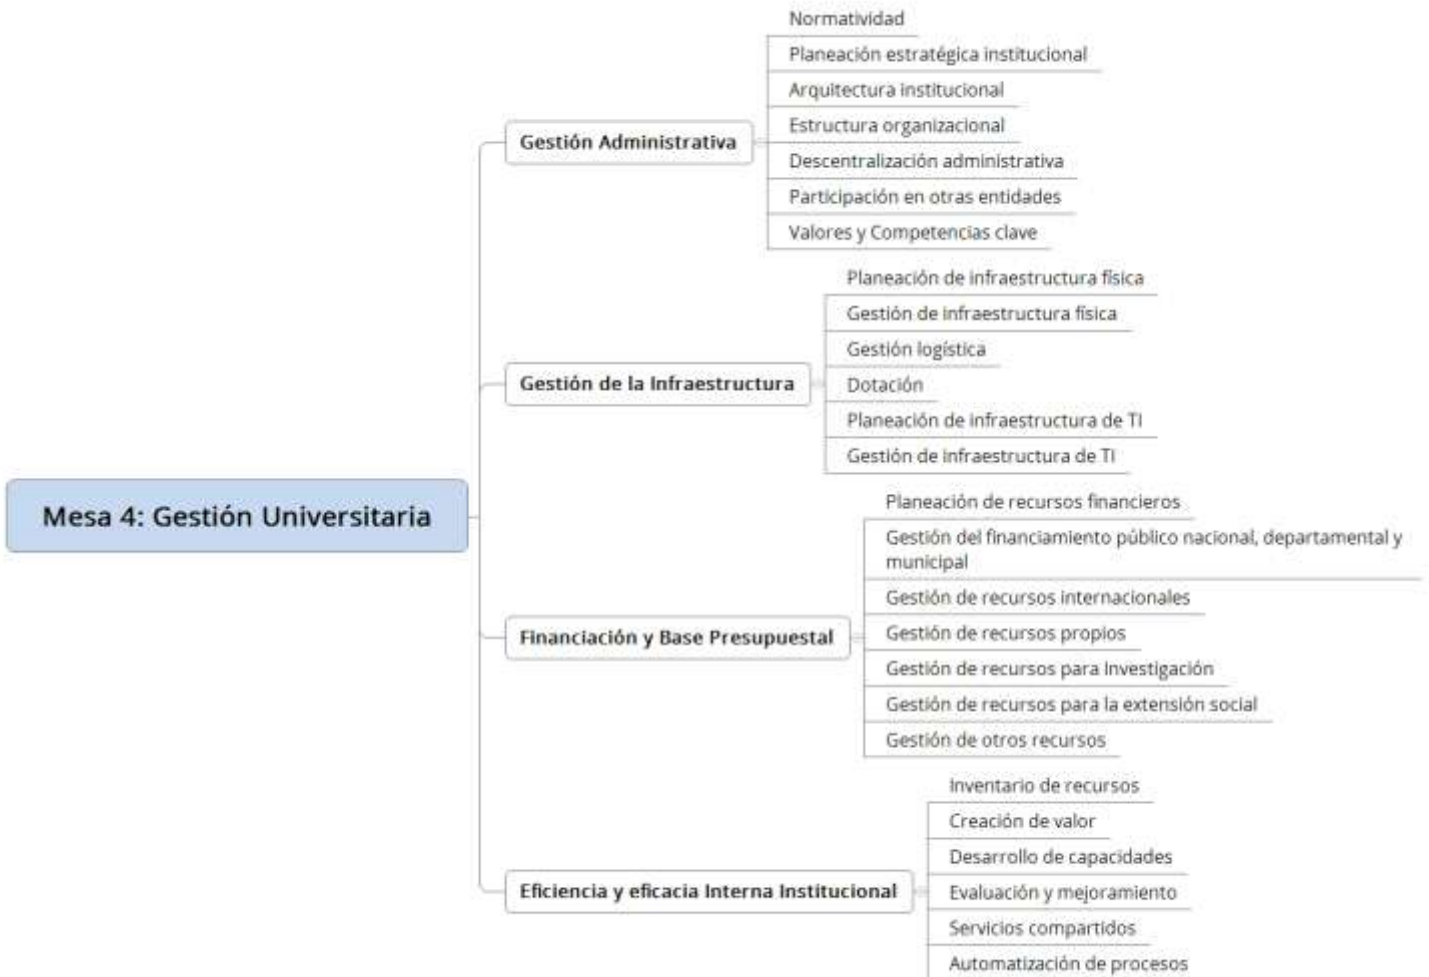 Mesa 4: Gestión Universitaria
Gestión Administrativa
Normatividad
Planeación estratégica institucional
Arquitectura institucional
Estructura organizacional
Descentralización administrativa
Participación en otras entidades
Valores y Competencias clave
Gestión de la Infraestructura
Planeación de infraestructura física
Gestión de infraestructura física
Gestión logística
Dotación
Planeación de infraestructura de TI
Gestión de infraestructura de TI
Financiación y Base Presupuestal
Planeación de recursos financieros
Gestión del financiamiento público nacional, departamental y
municipal
Gestión de recursos internacionales
Gestión de recursos propios
Gestión de recursos para Investigación
Gestión de recursos para la extensión social
Gestión de otros recursos
Eficiencia y eficacia Interna Institucional
Inventario de recursos
Creación de valor
Desarrollo de capacidades
Evaluación y mejoramiento
Servicios compartidos
Automatización de procesos